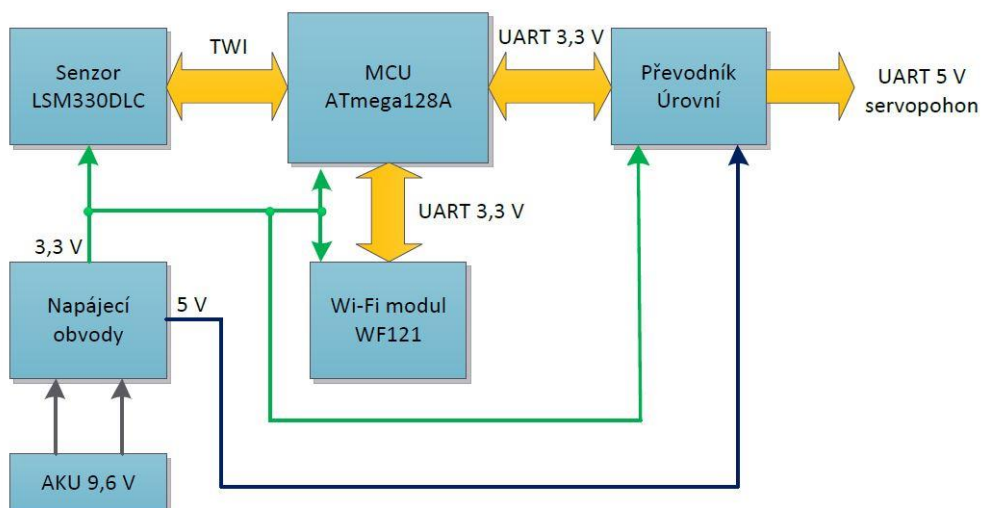 Senzor
LSM330DLC
TWI
MCU
ATmega128A
UART 3,3 V
Převodník
Úrovní
UART 5 V
servopohon
UART 3,3 V
3,3 V
Napájecí
obvody
5 V
Wi-Fi modul
WF121
AKU 9,6 V